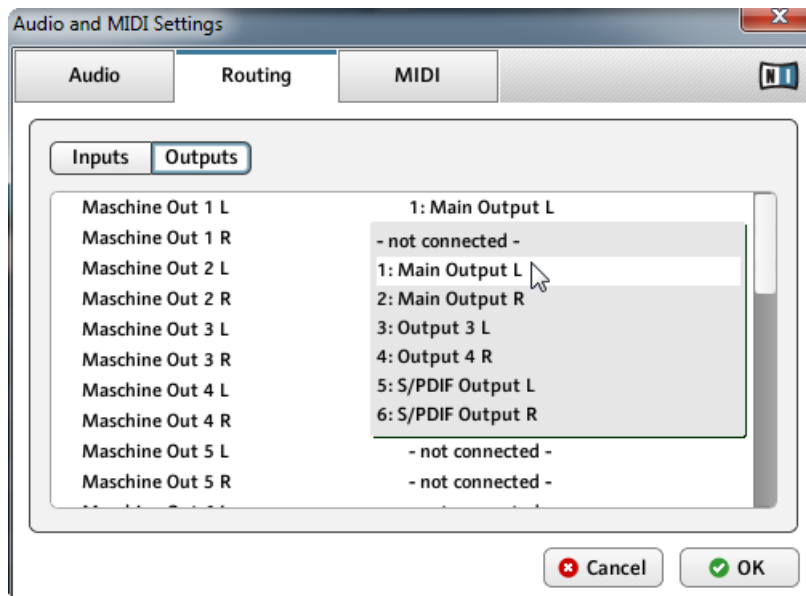 Audio and MIDI Settings
Audio Routing MIDI
NI
Inputs Outputs
Maschine Out 1 L 1: Main Output L
Maschine Out 1 R
- not connected -
Maschine Out 2 L
1: Main Output L
Maschine Out 2 R
2: Main Output R
Maschine Out 3 L
3: Output 3 L
Maschine Out 3 R
4: Output 4 R
Maschine Out 4 L
5: S/PDIF Output L
Maschine Out 4 R
6: S/PDIF Output R
Maschine Out 5 L - not connected -
Maschine Out 5 R - not connected -
Cancel OK